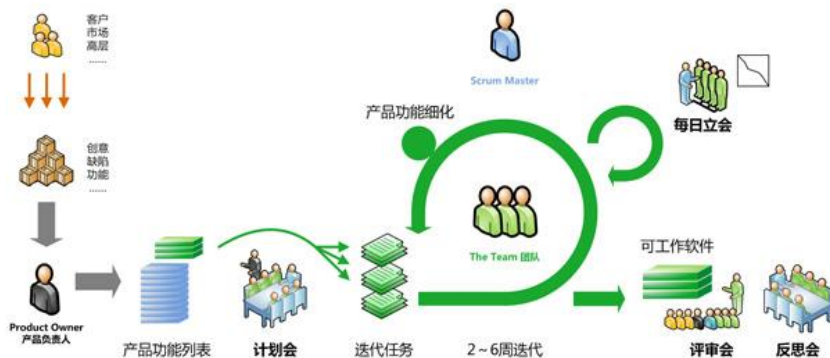 客户
市场
高层
......
Scrum Master
产品功能细化
每日立会
创意
缺陷
功能
......
The Team 团队
可工作软件
Product Owner
产品负责人
产品功能列表
计划会
迭代任务
2~6周迭代
评审会
反思会